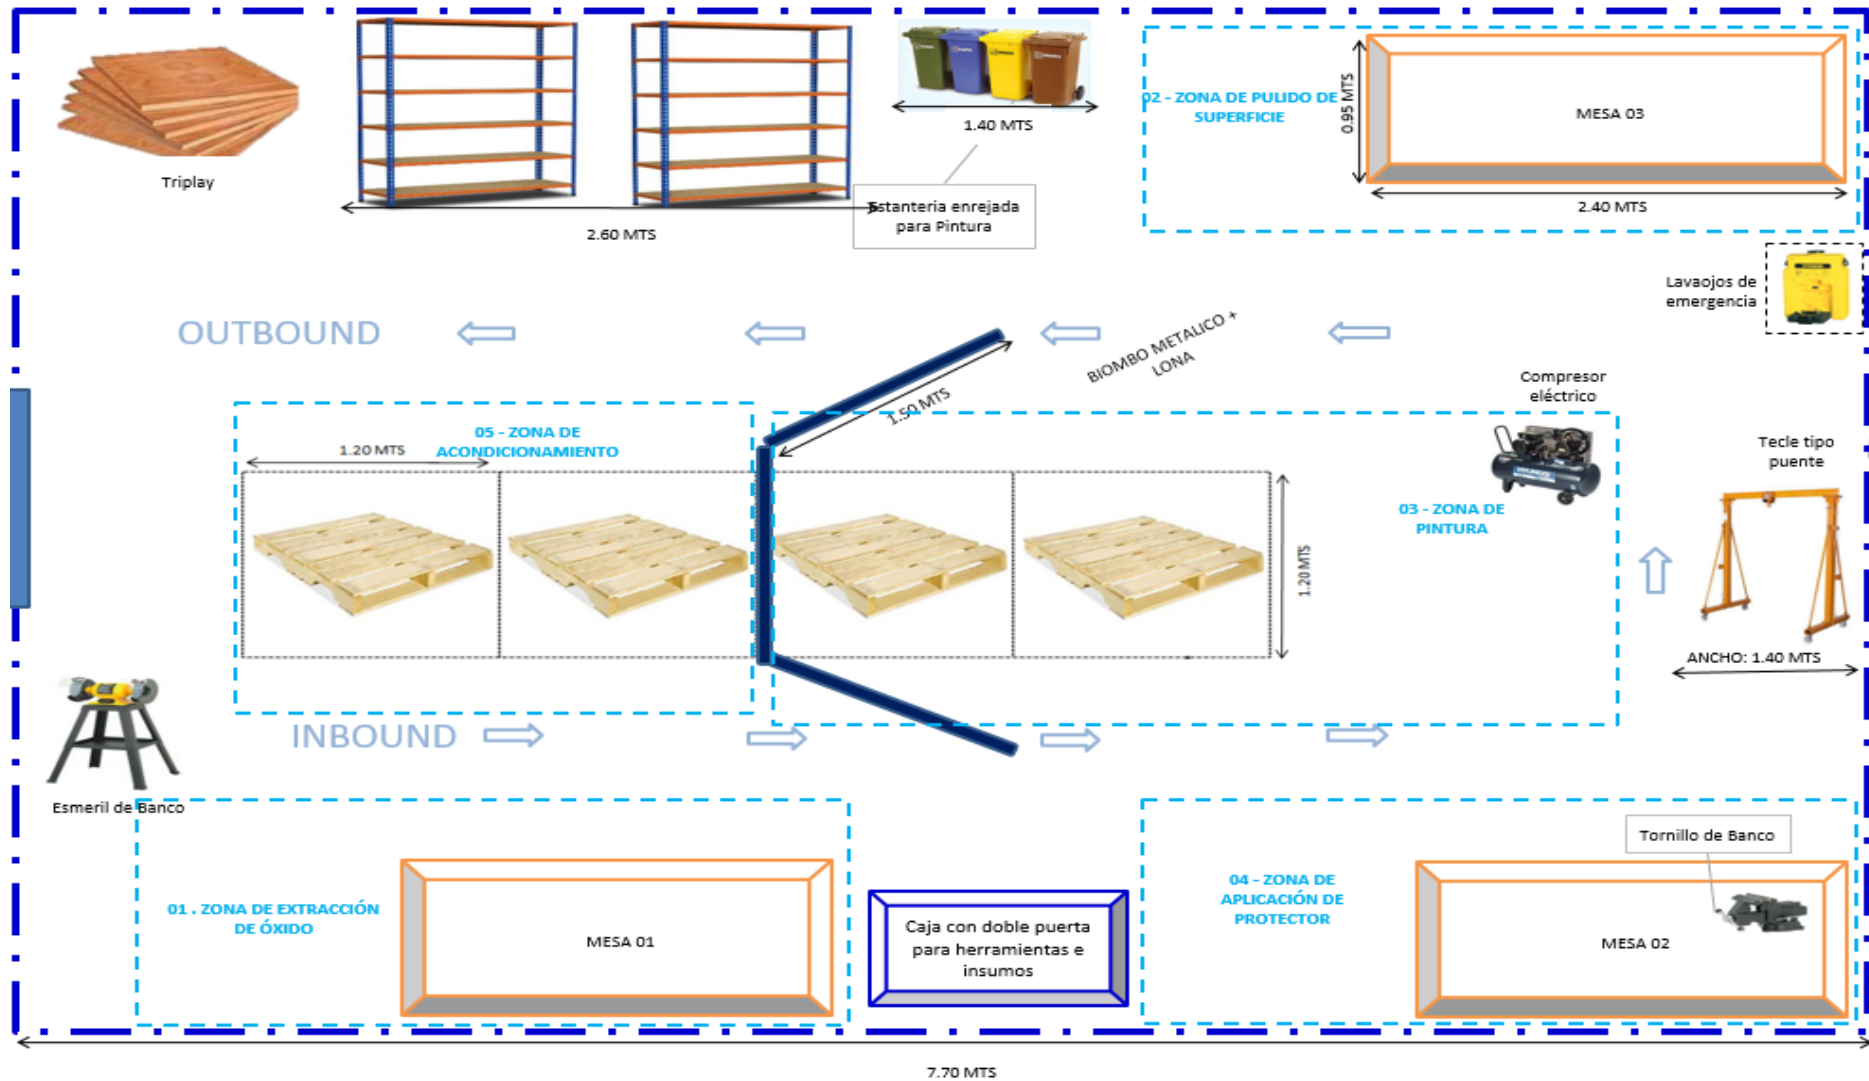 Triplay
2.60 MTS
1.40 MTS
Estanteria enrejada
para Pintura
02 - ZONA DE PULIDO DE
SUPERFICIE
0.95 MTS
MESA 03
2.40 MTS
Lavaojos de
emergencia
OUTBOUND
BIOMBO METALICO +
LONA
1.50 MTS
Compresor
eléctrico
05 - ZONA DE
ACONDICIONAMIENTO
1.20 MTS
03 - ZONA DE
PINTURA
1.20 MTS
Tecle tipo
puente
ANCHO: 1.40 MTS
INBOUND
Esmeril de Banco
01 . ZONA DE EXTRACCIÓN
DE ÓXIDO
MESA 01
Caja con doble puerta
para herramientas e
insumos
04 - ZONA DE
APLICACIÓN DE
PROTECTOR
Tornillo de Banco
MESA 02
7.70 MTS